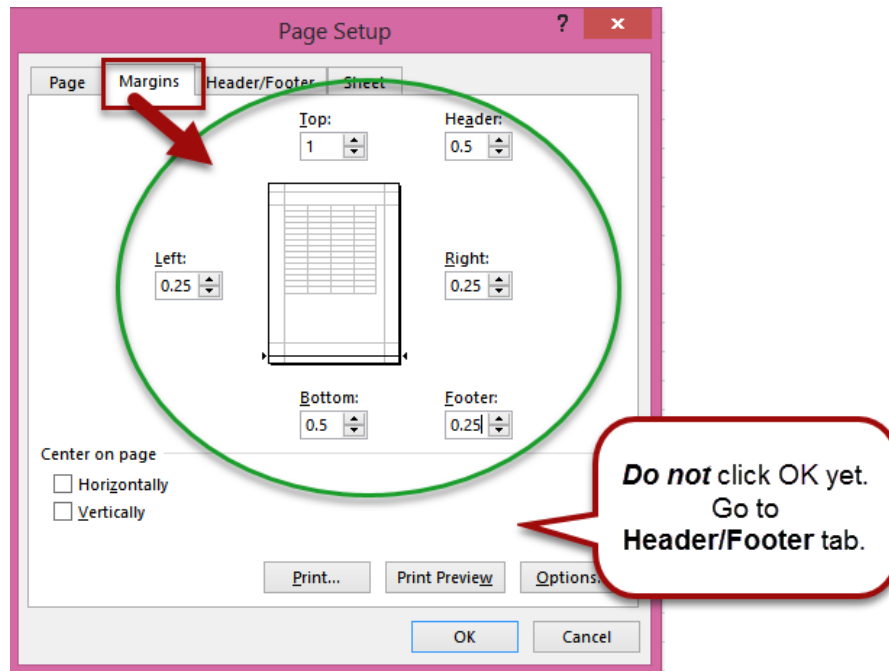 Page Setup
?
x
Page
Margins
Header/Footer
Sheet
Top:
1
Header:
0.5
Left:
0.25
Right:
0.25
Bottom:
0.5
Footer:
0.25
Center on page
Horizontally
Vertically
Do not click OK yet.
Go to
Header/Footer tab.
Print...
Print Preview
Options.
OK
Cancel